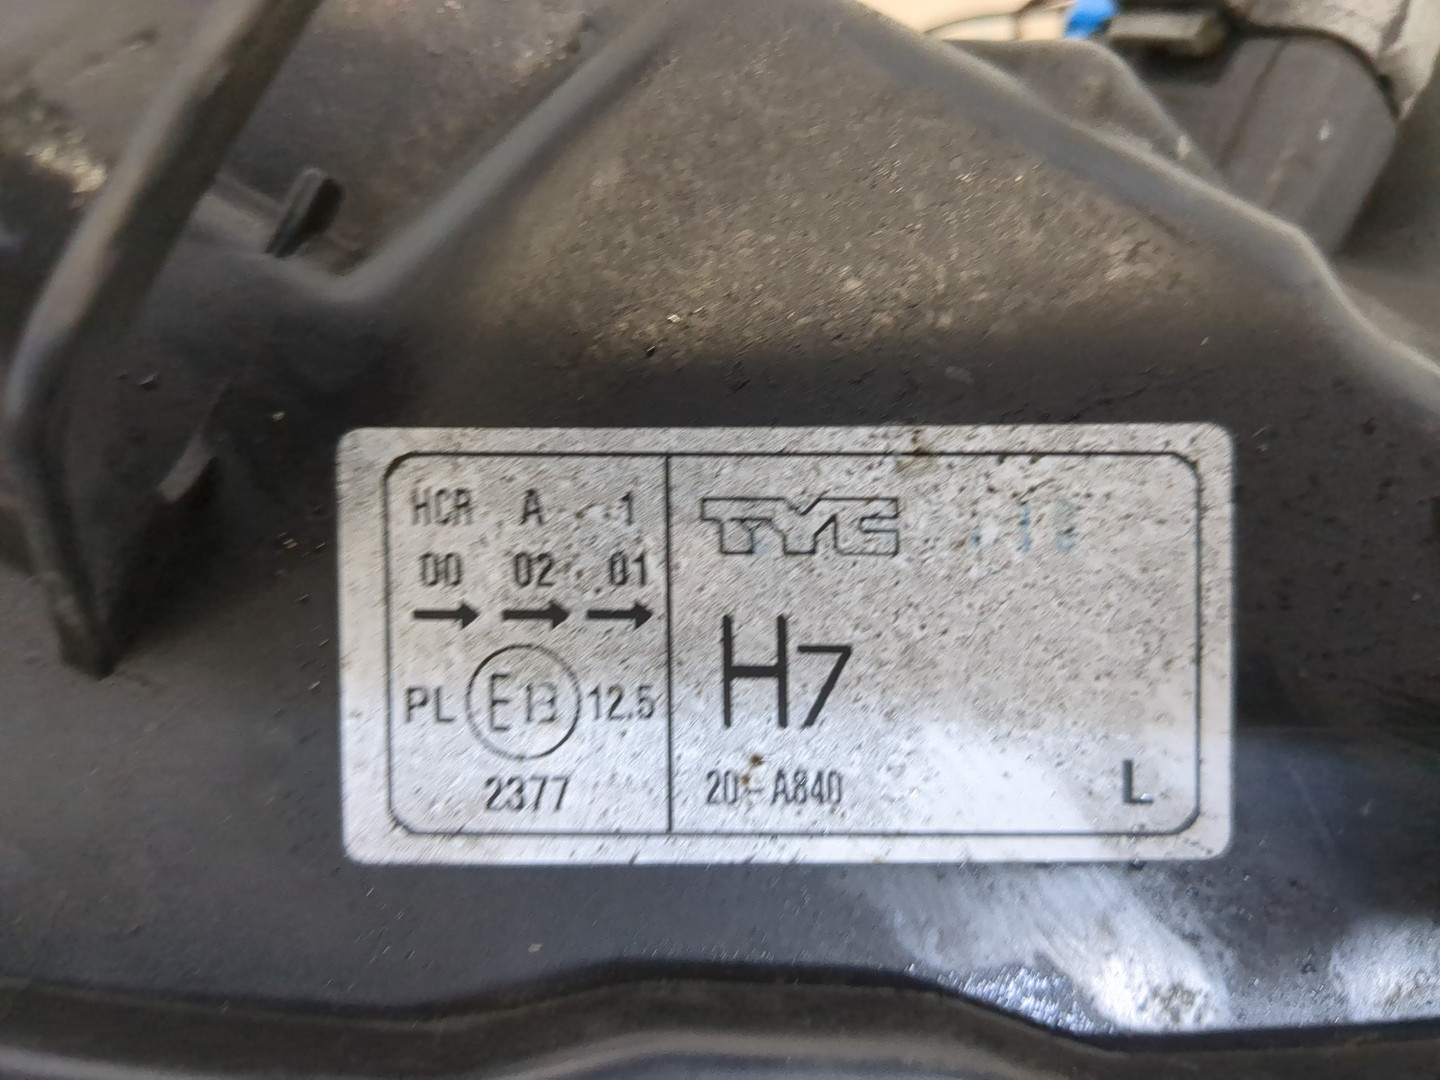 HCR A 1
00 02 01
PL E13 12.5
2377
TYC
H7
20-A840
L